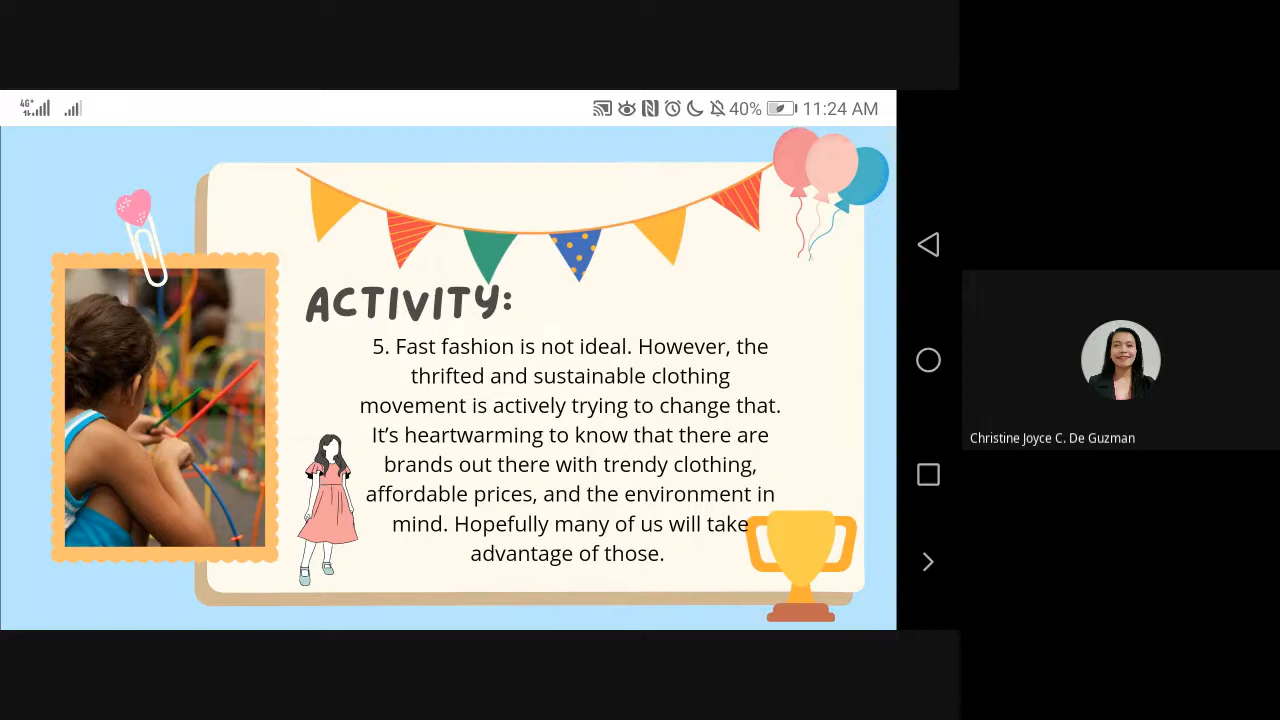 4G+
40% 11:24 AM
ACTIVITY:
5. Fast fashion is not ideal. However, the
thrifted and sustainable clothing
movement is actively trying to change that.
It’s heartwarming to know that there are
brands out there with trendy clothing,
affordable prices, and the environment in
mind. Hopefully many of us will take
advantage of those.
Christine Joyce C. De Guzman